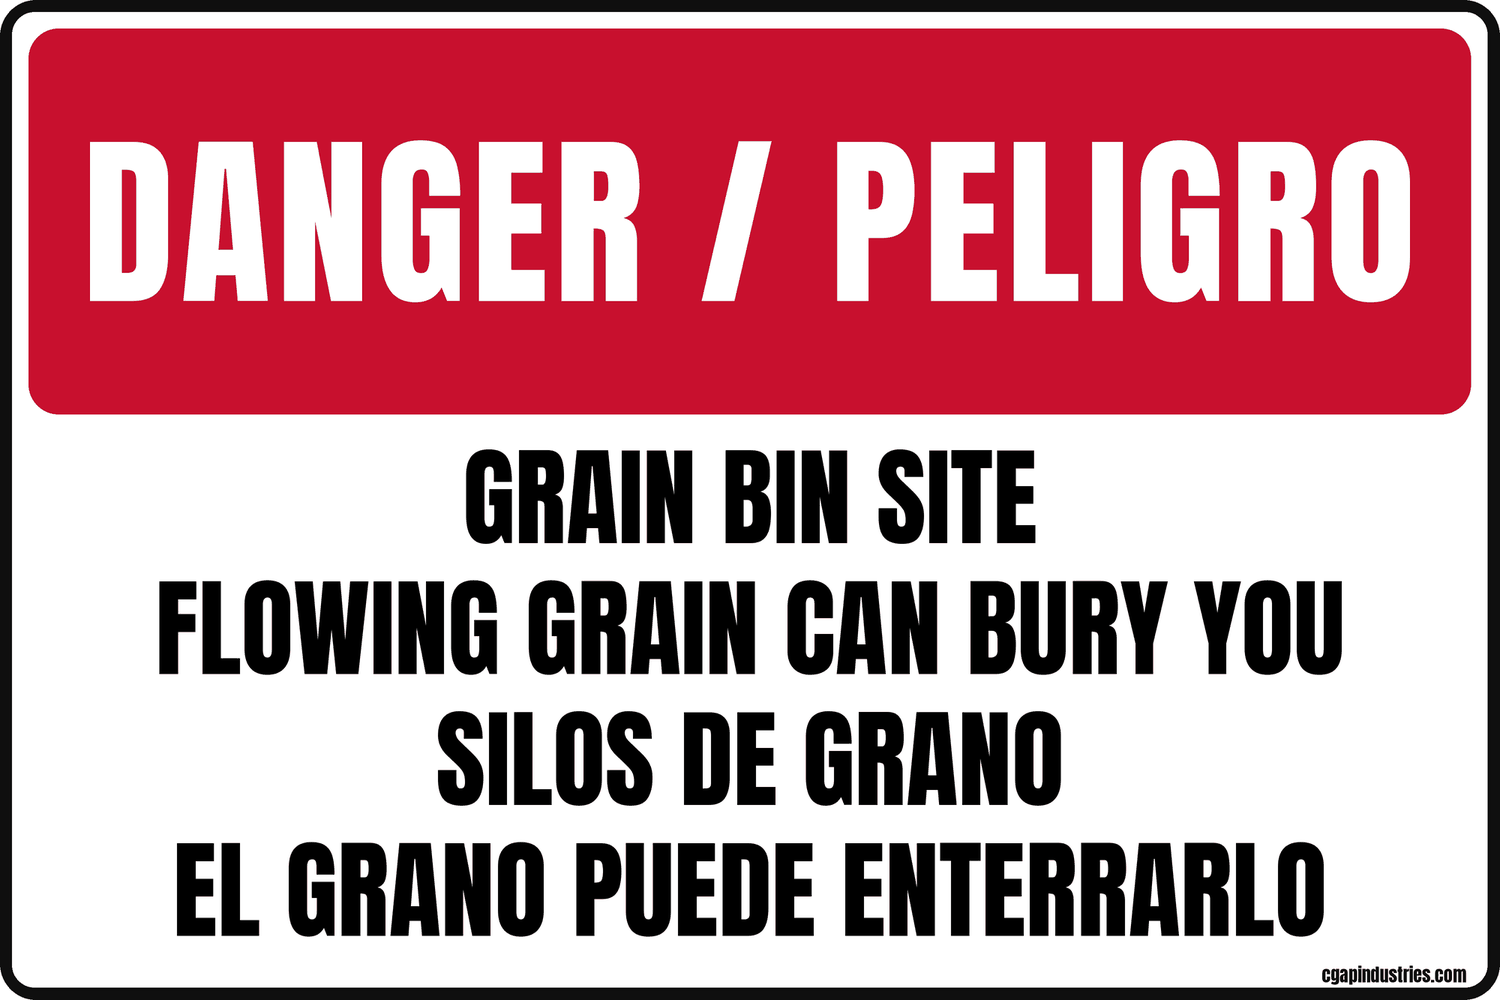 DANGER / PELIGRO
GRAIN BIN SITE
FLOWING GRAIN CAN BURY YOU
SILOS DE GRANO
EL GRANO PUEDE ENTERRARLO
cgapindustries.com